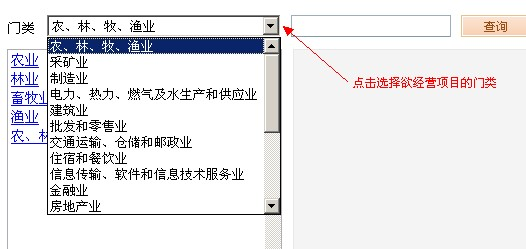 门类 农、林、牧、渔业 查询
农、林、牧、渔业
采矿业
制造业
电力、热力、燃气及水生产和供应业
建筑业
批发和零售业
交通运输、仓储和邮政业
住宿和餐饮业
信息传输、软件和信息技术服务业
金融业
房地产业
农业
林业
畜牧业
渔业
农、林
点击选择欲经营项目的门类